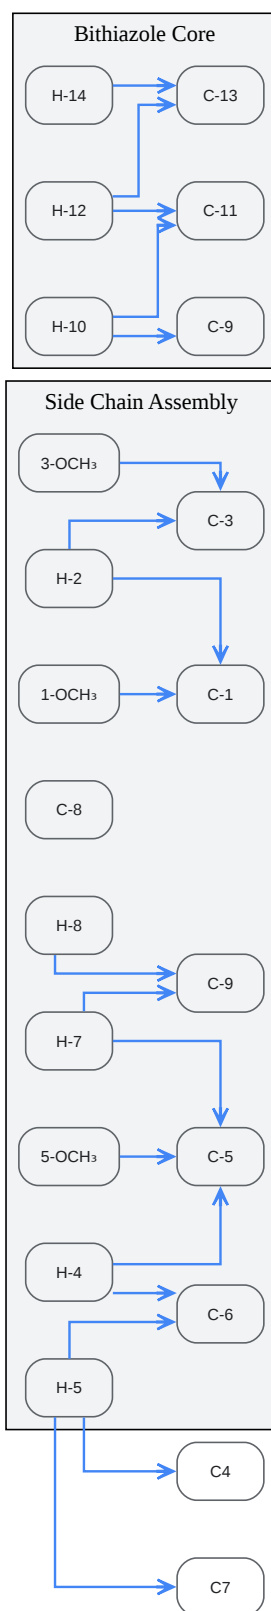 Bithiazole Core
H-14
C-13
H-12
C-11
H-10
C-9
Side Chain Assembly
3-OCH₃
C-3
H-2
1-OCH₃
C-1
C-8
H-8
C-9
H-7
5-OCH₃
C-5
H-4
C-6
H-5
C4
C7